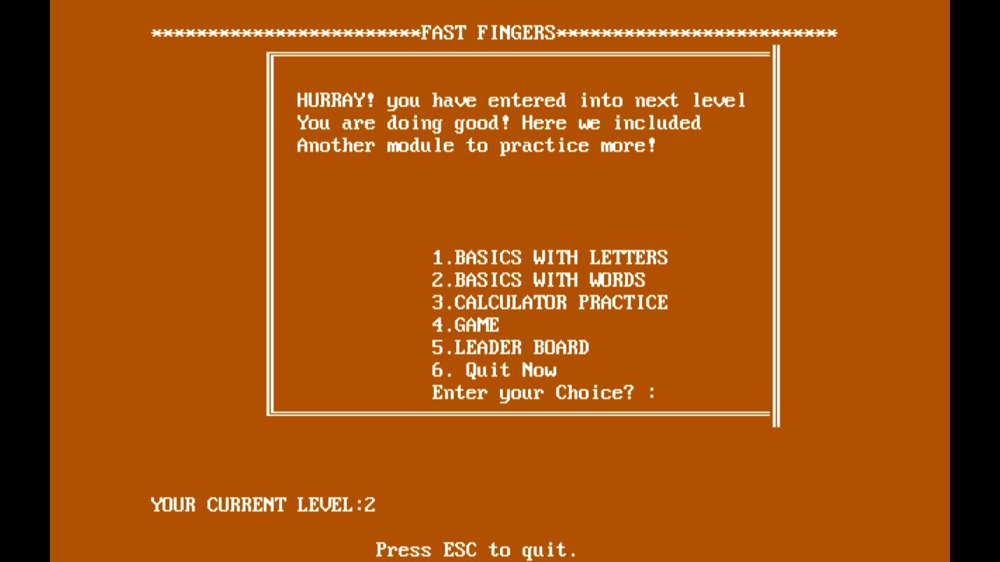 ************************FAST FINGERS*************************
HURRAY! you have entered into next level
You are doing good! Here we included
Another module to practice more!
1.BASICS WITH LETTERS
2.BASICS WITH WORDS
3.CALCULATOR PRACTICE
4.GAME
5.LEADER BOARD
6. Quit Now
Enter your Choice? :
YOUR CURRENT LEVEL:2
Press ESC to quit.